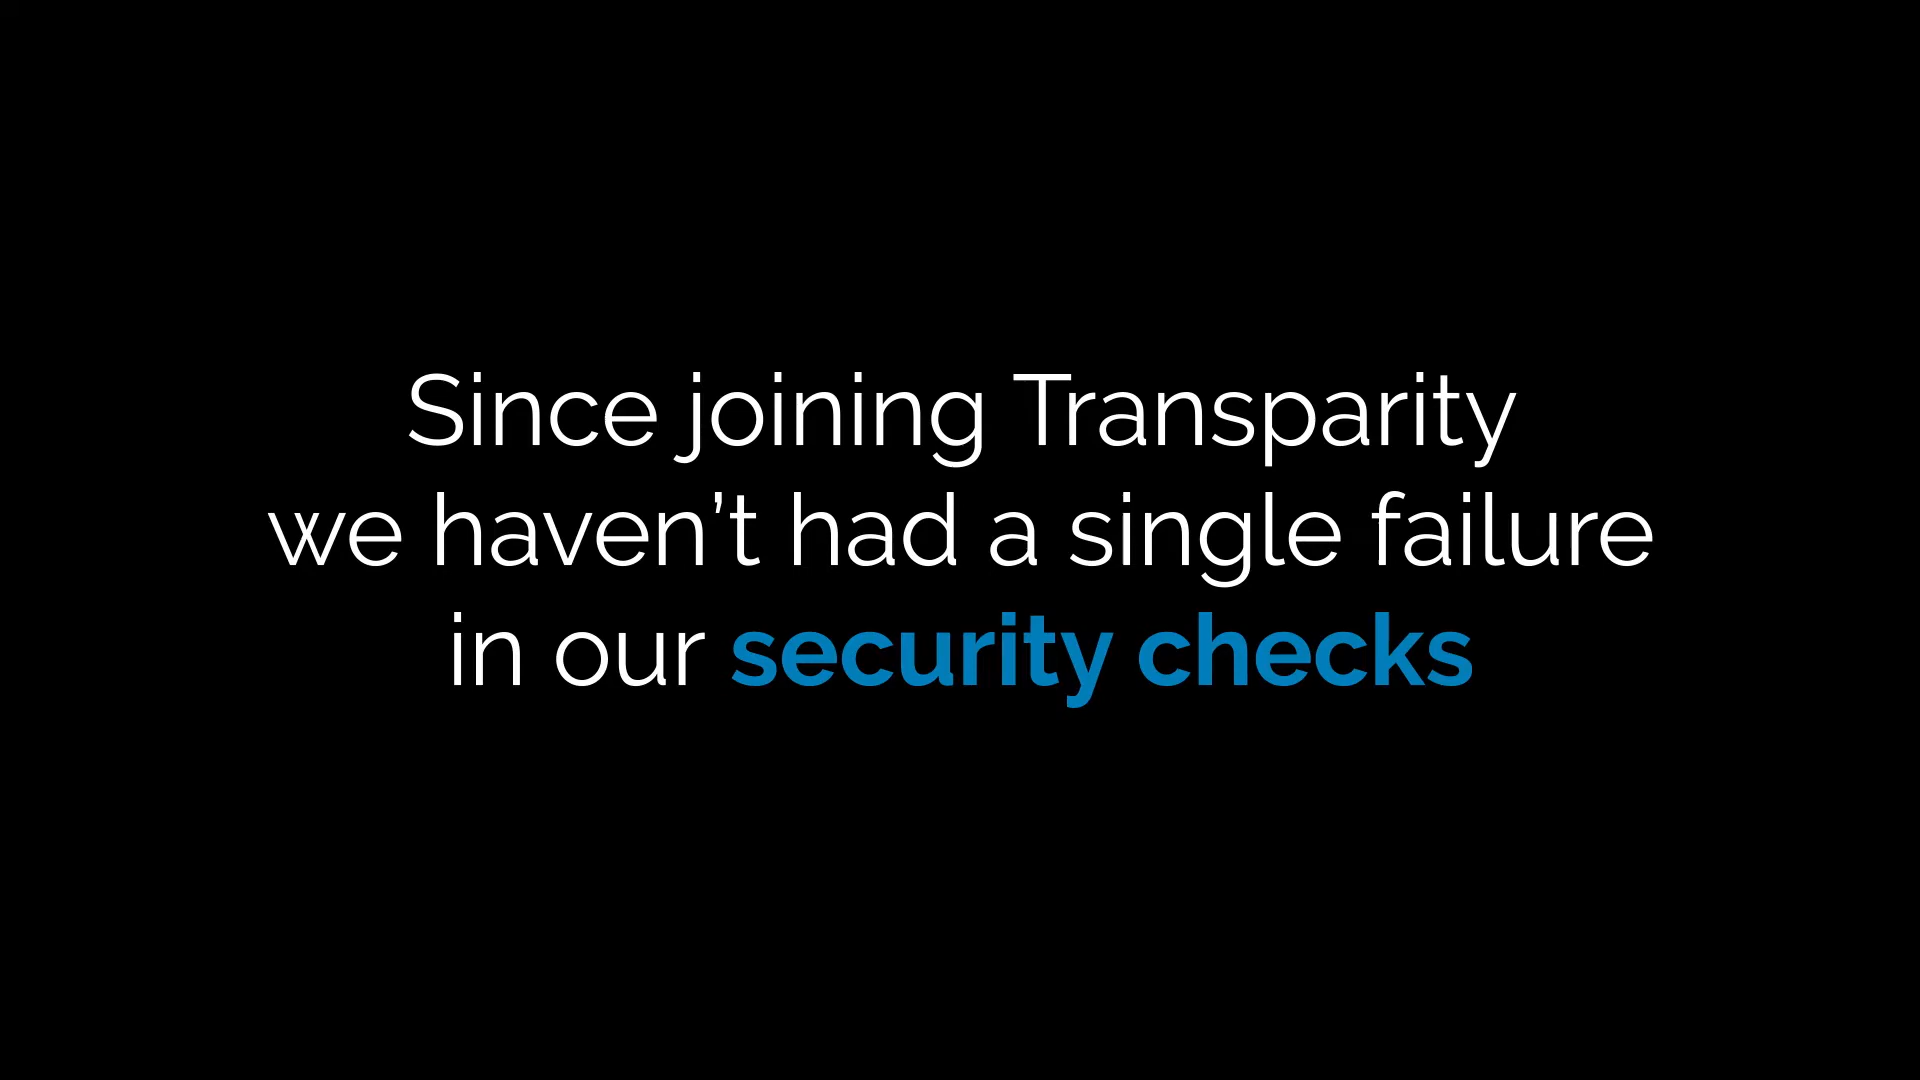 Since joining Transparity
we haven’t had a single failure
in our security checks